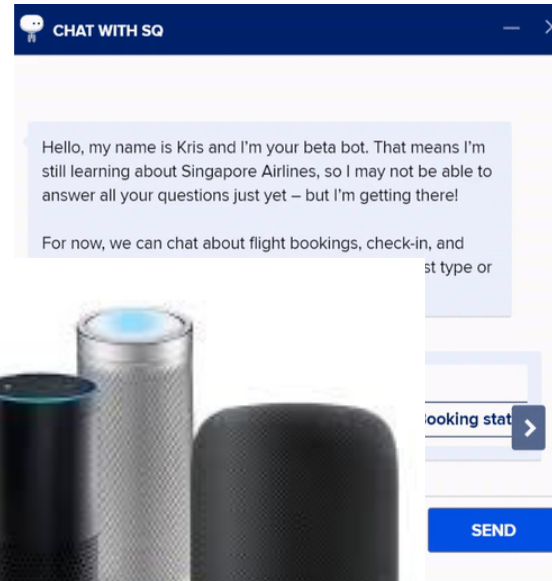 CHAT WITH SQ
Hello, my name is Kris and I'm your beta bot. That means I'm
still learning about Singapore Airlines, so I may not be able to
answer all your questions just yet – but I'm getting there!
For now, we can chat about flight bookings, check-in, and
type or
SEND